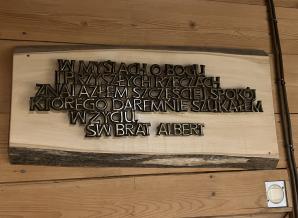 W MYŚLACH O BOGU
I PRZYSZŁYCH RZECZACH
ZNALAZŁEM SZCZĘŚCIE I SPOKÓJ
KTÓREGO DAREMNIE SZUKAŁEM
W ŻYCIU.
ŚW BRAT ALBERT